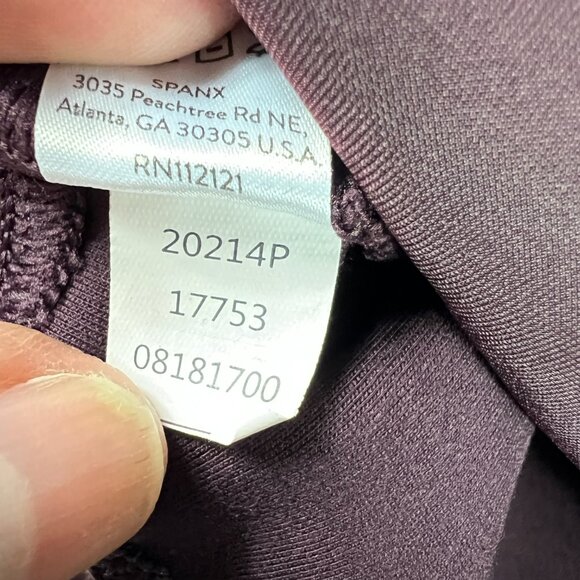 SPANX
3035 Peachtree Rd NE,
Atlanta, GA 30305 U.S.A.
RN112121
20214P
17753
08181700